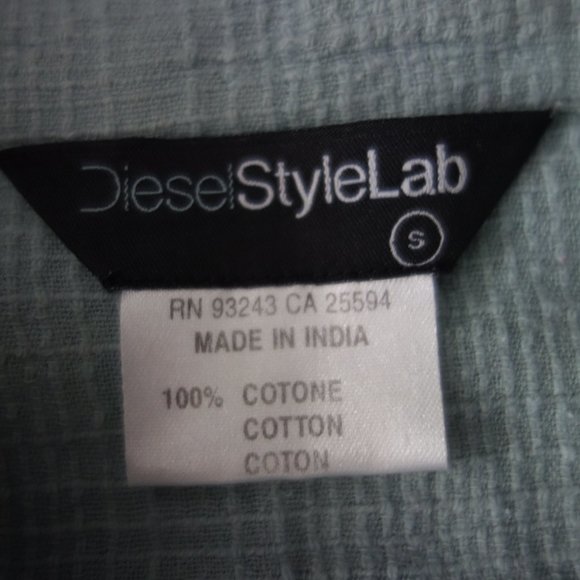 DieselStyleLab
S
RN 93243 CA 25594
MADE IN INDIA
100% COTONE
COTTON
COTON